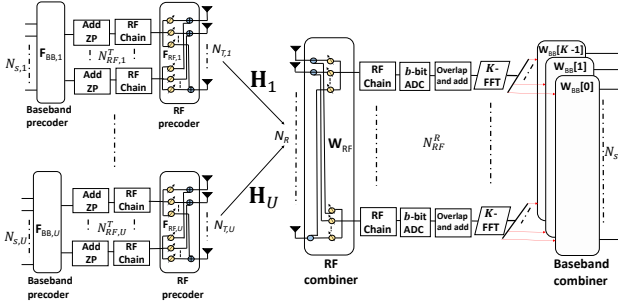 N_{s,1}
F_{BB,1}
Baseband precoder
Add ZP
RF Chain
N^T_{RF,1}
Add ZP
RF Chain
F_{RF,1}
RF precoder
N_{T,1}
H_1
N_{s,U}
F_{BB,U}
Baseband precoder
Add ZP
RF Chain
N^T_{RF,U}
Add ZP
RF Chain
F_{RF,U}
RF precoder
N_{T,U}
H_U
N_R
W_{RF}
RF combiner
RF Chain
b-bit ADC
Overlap and add
K-FFT
N^R_{RF}
RF Chain
b-bit ADC
Overlap and add
K-FFT
W_{BB}[K -1]
W_{BB}[1]
W_{BB}[0]
N_s
Baseband combiner